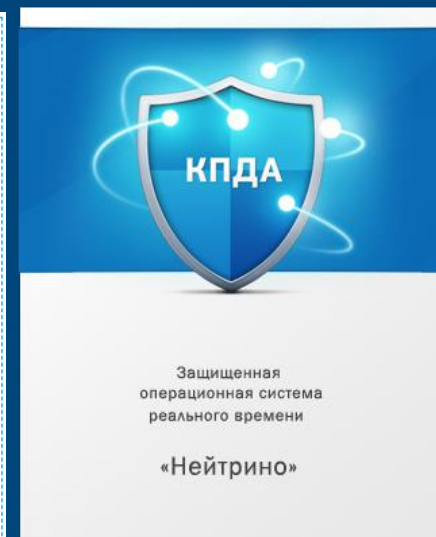 КПДА
Защищенная
операционная система
реального времени
«Нейтрино»